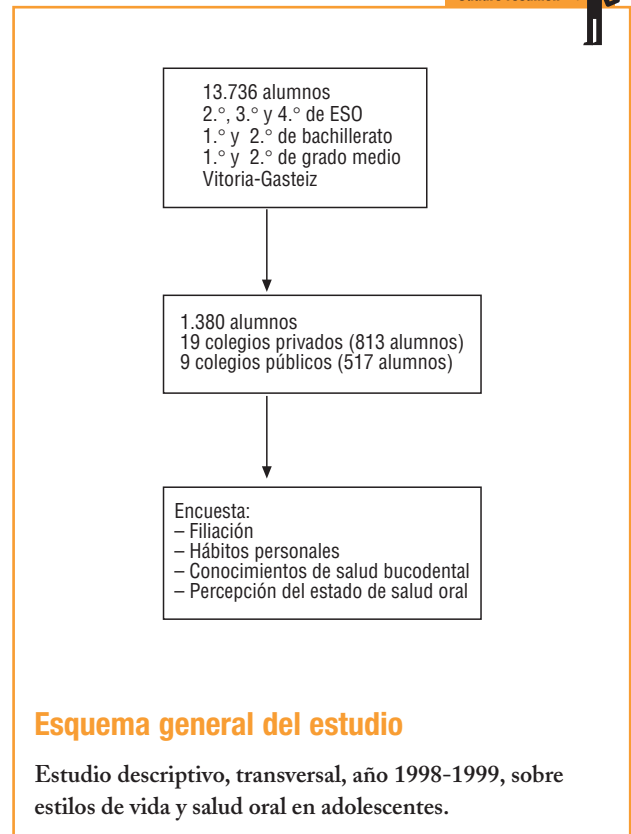 13.736 alumnos
2.°, 3.° y 4.° de ESO
1.° y 2.° de bachillerato
1.° y 2.° de grado medio
Vitoria-Gasteiz
1.380 alumnos
19 colegios privados (813 alumnos)
9 colegios públicos (517 alumnos)
Encuesta:
– Filiación
– Hábitos personales
– Conocimientos de salud bucodental
– Percepción del estado de salud oral
Esquema general del estudio
Estudio descriptivo, transversal, año 1998-1999, sobre
estilos de vida y salud oral en adolescentes.